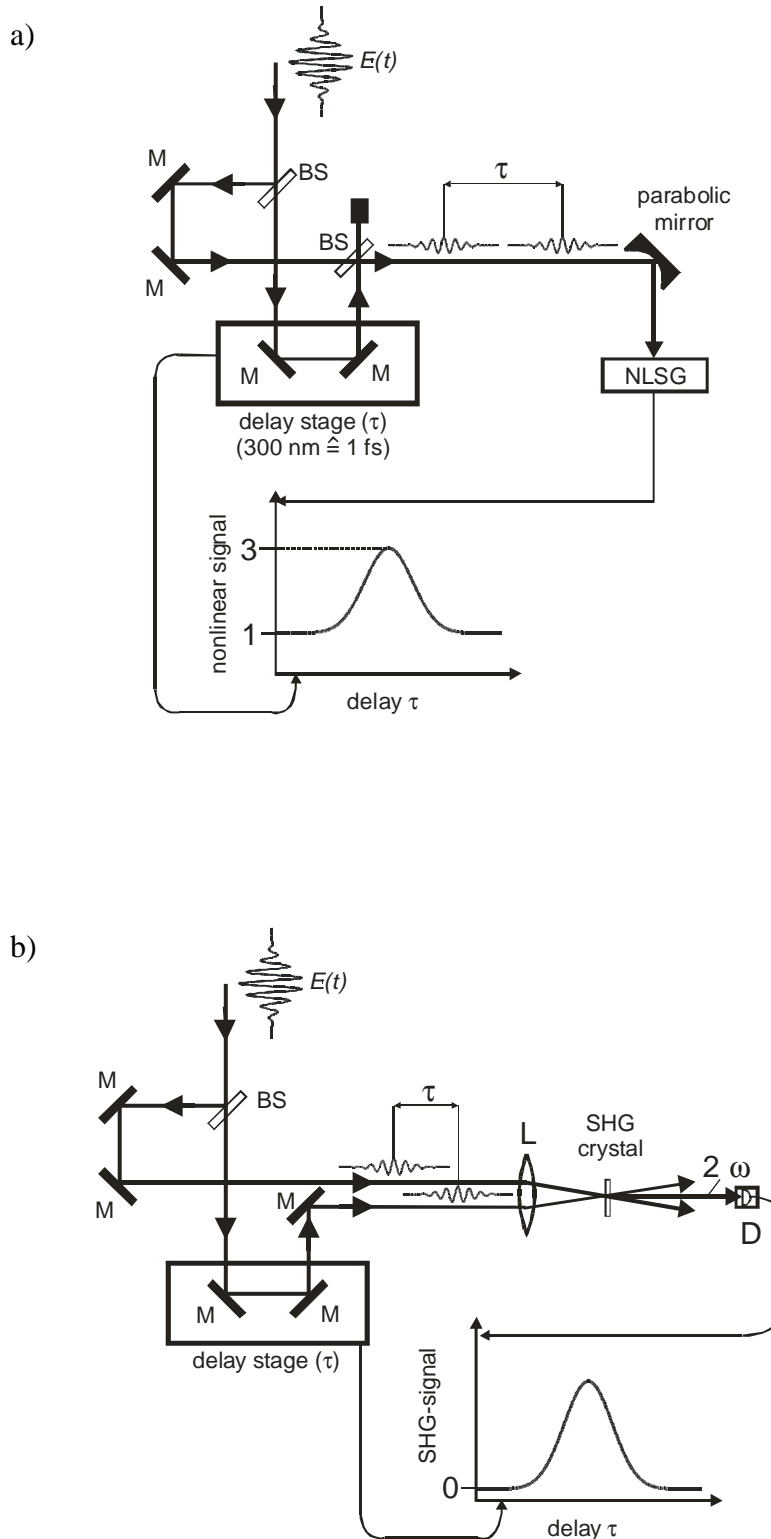 a)
E(t)
M
BS
τ
parabolic
mirror
BS
M
M
M
NLSG
delay stage (τ)
(300 nm ≙ 1 fs)
nonlinear signal
3
1
delay τ
b)
E(t)
M
BS
τ
L
SHG
crystal
2 ω
M
M
D
M
M
delay stage (τ)
SHG-signal
0
delay τ